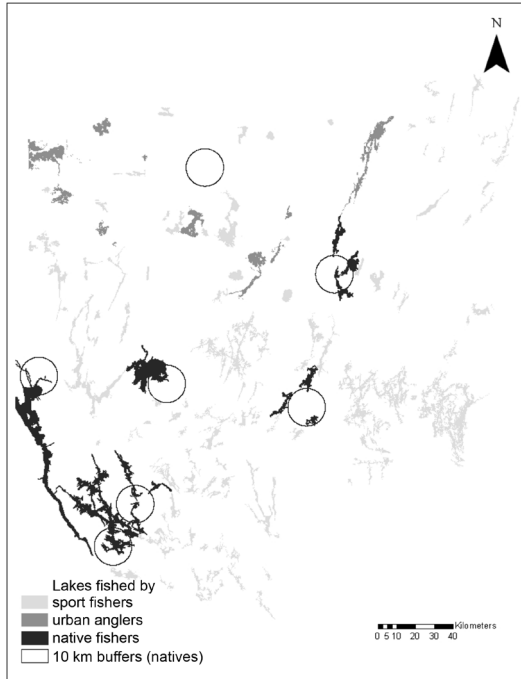 N
Lakes fished by
sport fishers
urban anglers
native fishers
10 km buffers (natives)
Kilometers
0 5 10 20 30 40